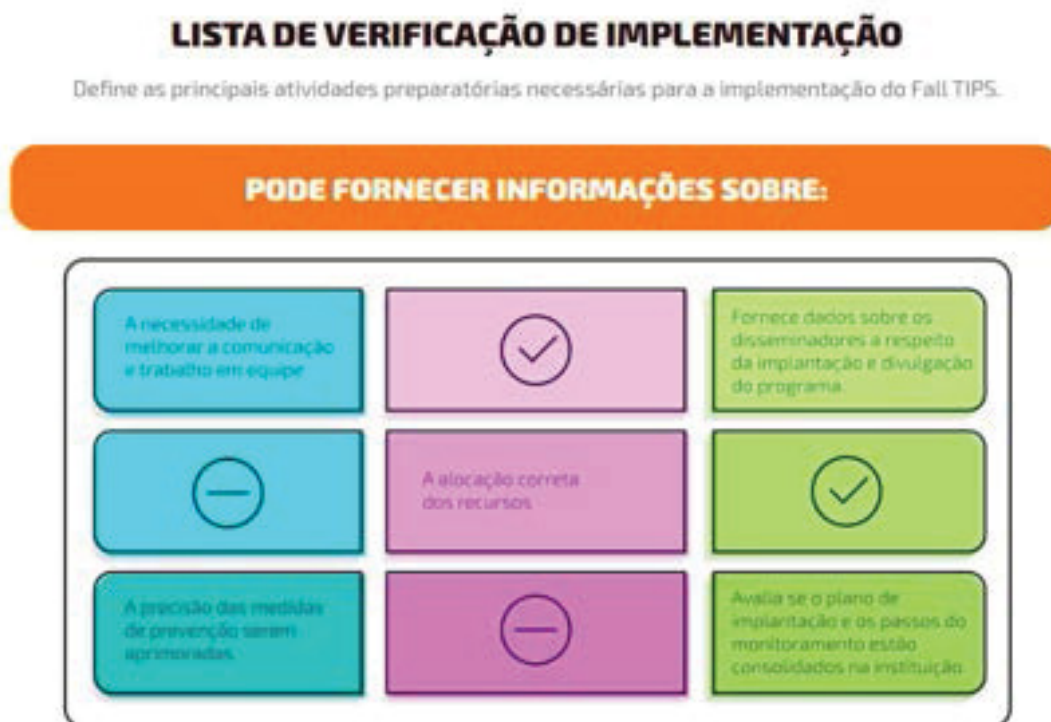 LISTA DE VERIFICAÇÃO DE IMPLEMENTAÇÃO
Define as principais atividades preparatórias necessárias para a implementação do Fall TIPS.
PODE FORNECER INFORMAÇÕES SOBRE:
A necessidade de
melhorar a comunicação
e trabalho em equipe
Fornece dados sobre os
disseminadores a respeito
da implantação e divulgação
do programa.
A alocação correta
dos recursos
A precisão das medidas
de prevenção serem
aprimoradas.
Avalia se o plano de
implantação e os passos do
monitoramento estão
consolidados na instituição.